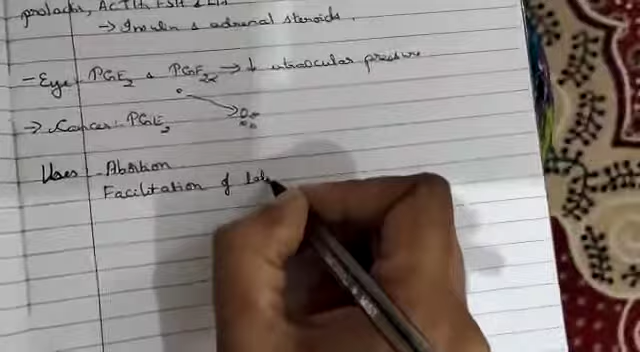 prolactin, ACTH, FSH & LH
→ Insulin & adrenal steroids.
- Eye PGE2 & PGF2α → ↓ intraocular pressure
→ Cancer:- PGE2
Uses:- Abortion
Facilitation of lab